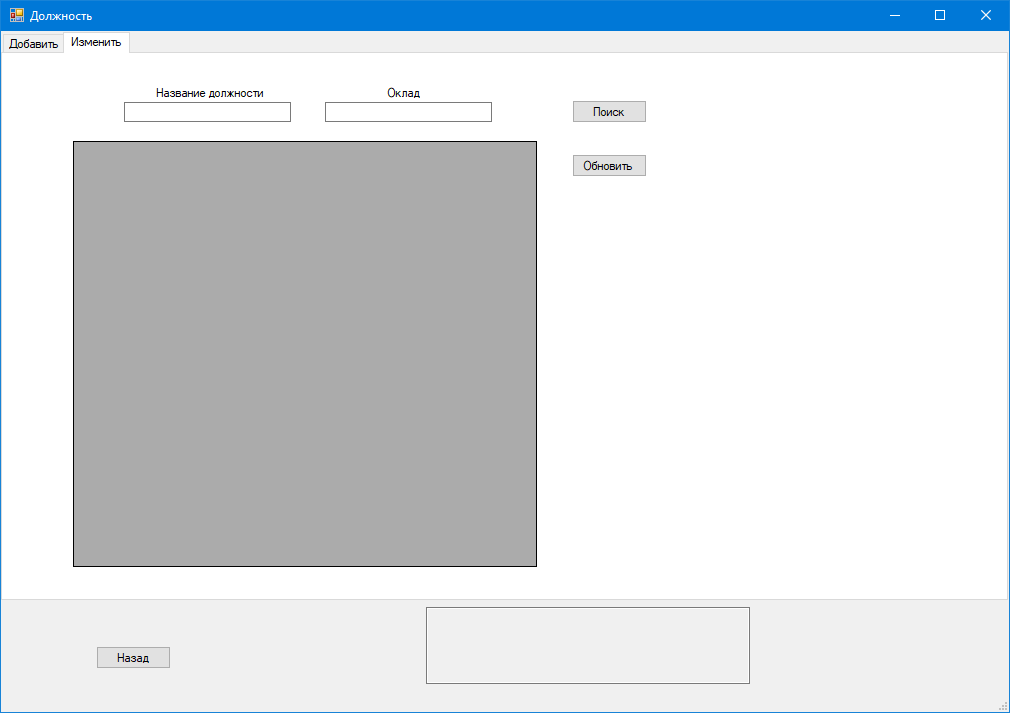 Должность
Добавить
Изменить
Название должности
Оклад
Поиск
Обновить
Назад